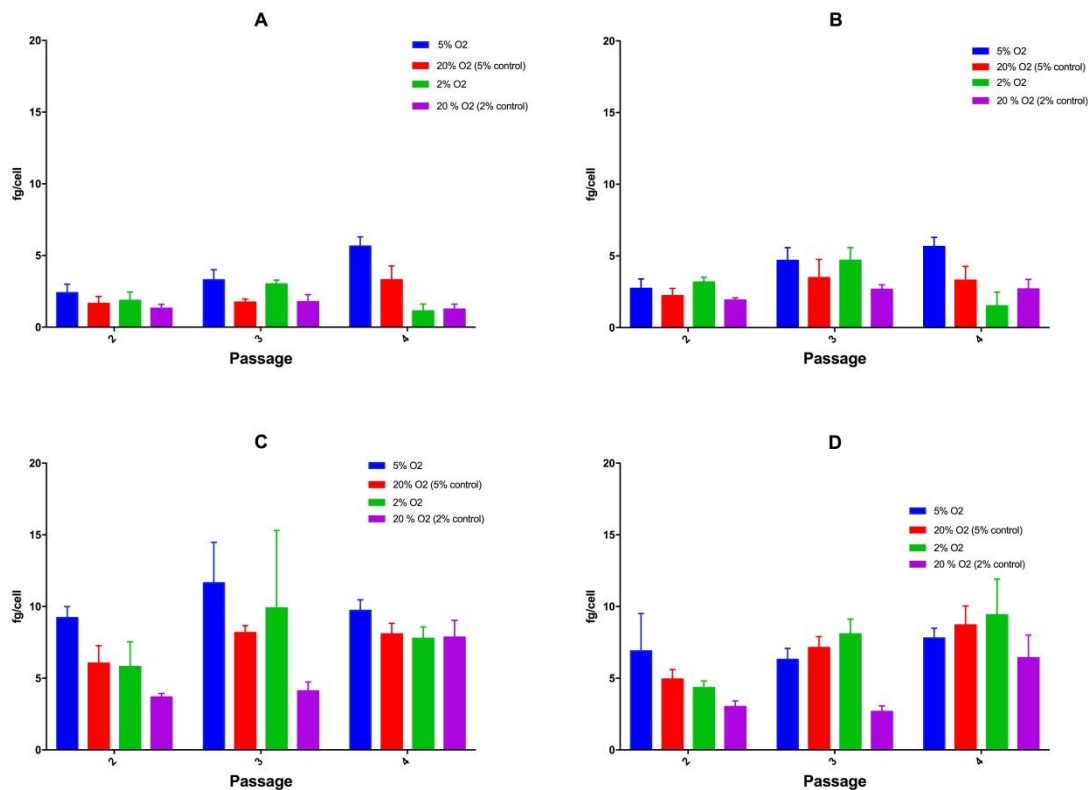 A
20
15
10
5
0
fg/cell
5% O2
20% O2 (5% control)
2% O2
20 % O2 (2% control)
2
3
4
Passage
B
20
15
10
5
0
fg/cell
5% O2
20% O2 (5% control)
2% O2
20 % O2 (2% control)
2
3
4
Passage
C
20
15
10
5
0
fg/cell
5% O2
20% O2 (5% control)
2% O2
20 % O2 (2% control)
2
3
4
Passage
D
20
15
10
5
0
fg/cell
5% O2
20% O2 (5% control)
2% O2
20 % O2 (2% control)
2
3
4
Passage